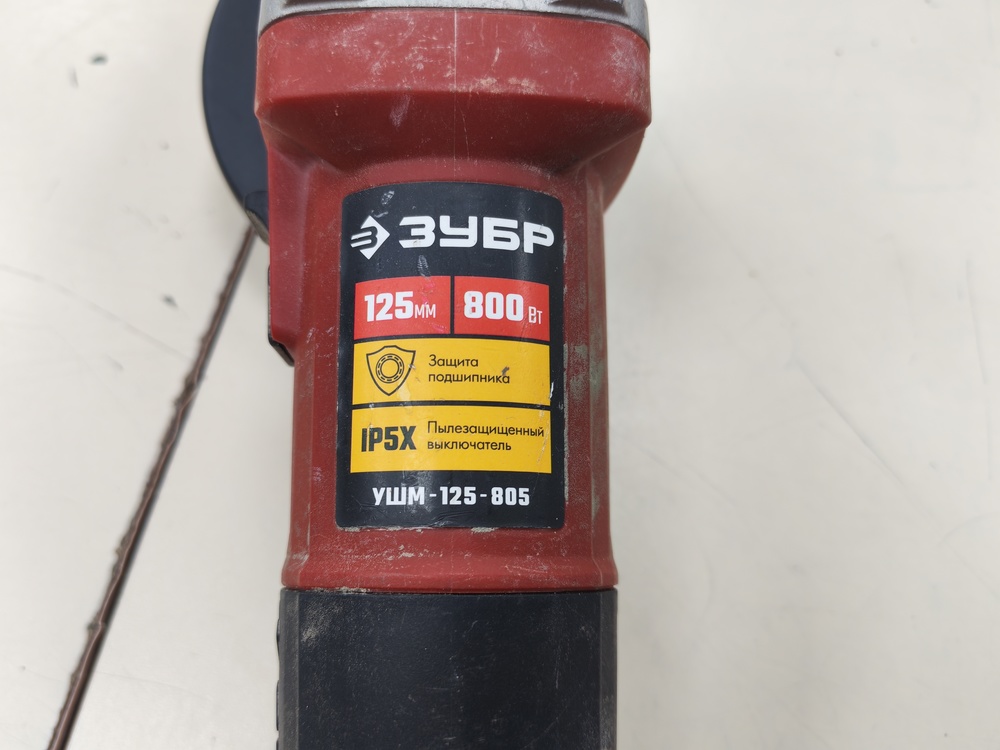 ЗУБР
125мм 800Вт
Защита
подшипника
IP5X Пылезащищенный
выключатель
УШМ-125-805